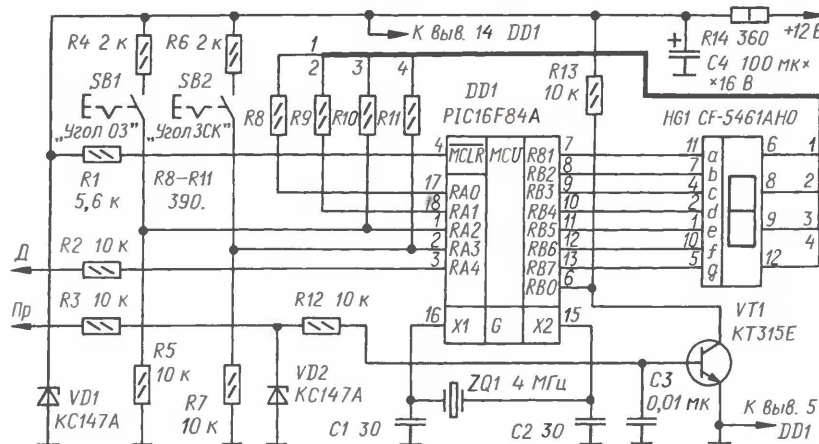 R4 2 к
R6 2 к
К выв. 14 DD1
R14 360
+12 В
+
C4 100 мк×
×16 В
SB1
SB2
1
2
3
4
DD1
PIC16F84A
R13
10 к
HG1 CF-5461AHO
„Угол ОЗ"
„Угол ЗСК"
R8
R9
R10
R11
R1
5,6 к
R8–R11
390.
4
MCLR
MCU
17
RA0
18
RA1
1
RA2
2
RA3
3
RA4
RB1
7
RB2
8
RB3
9
RB4
10
RB5
11
RB6
12
RB7
13
RB0
6
11
a
7
b
4
c
2
d
1
e
10
f
5
g
6
1
8
2
9
3
4
12
Д
R2 10 к
Пр
R3 10 к
R12 10 к
16
X1
G
X2
15
VT1
КТ315Е
R5
10 к
R7
10 к
VD1
КС147А
VD2
КС147А
ZQ1 4 МГц
C1 30
C2 30
C3
0,01 мк
К выв. 5
DD1